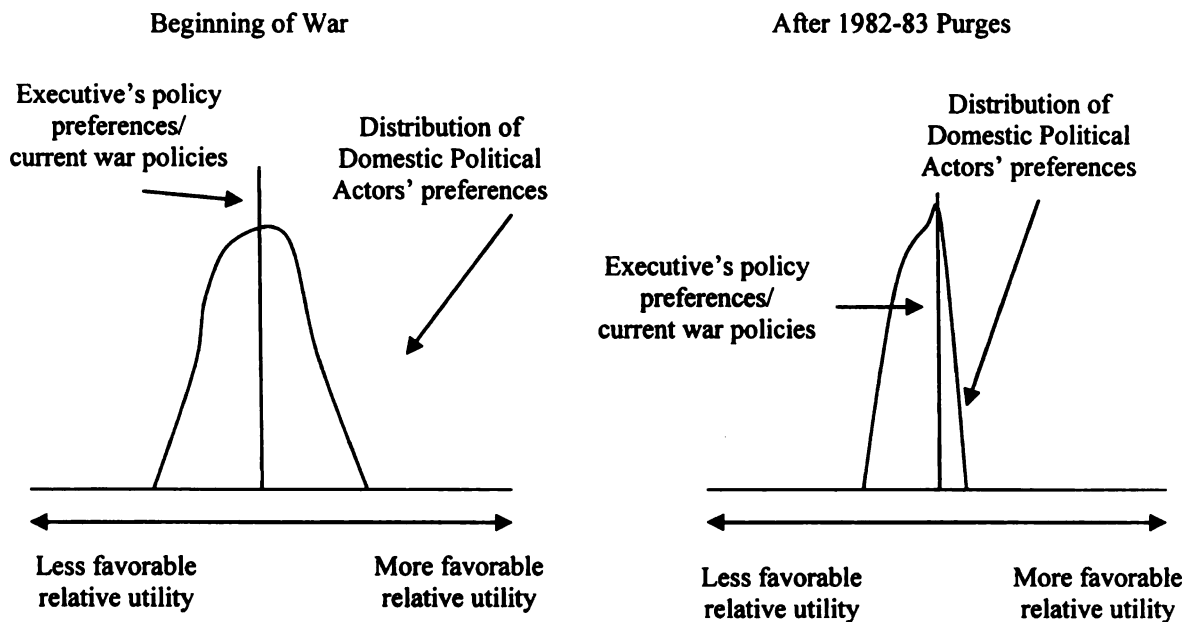 Beginning of War
Executive's policy
preferences/
current war policies
Distribution of
Domestic Political
Actors' preferences
Less favorable
relative utility
More favorable
relative utility
After 1982-83 Purges
Distribution of
Domestic Political
Actors' preferences
Executive's policy
preferences/
current war policies
Less favorable
relative utility
More favorable
relative utility